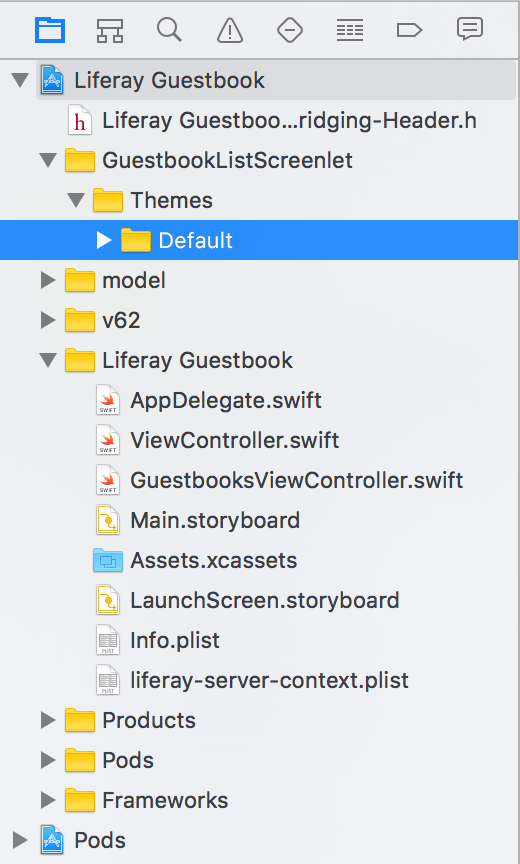 Liferay Guestbook
h Liferay Guestboo...ridging-Header.h
GuestbookListScreenlet
Themes
Default
model
v62
Liferay Guestbook
SWIFT AppDelegate.swift
SWIFT ViewController.swift
SWIFT GuestbooksViewController.swift
Main.storyboard
Assets.xcassets
LaunchScreen.storyboard
PLIST Info.plist
PLIST liferay-server-context.plist
Products
Pods
Frameworks
Pods